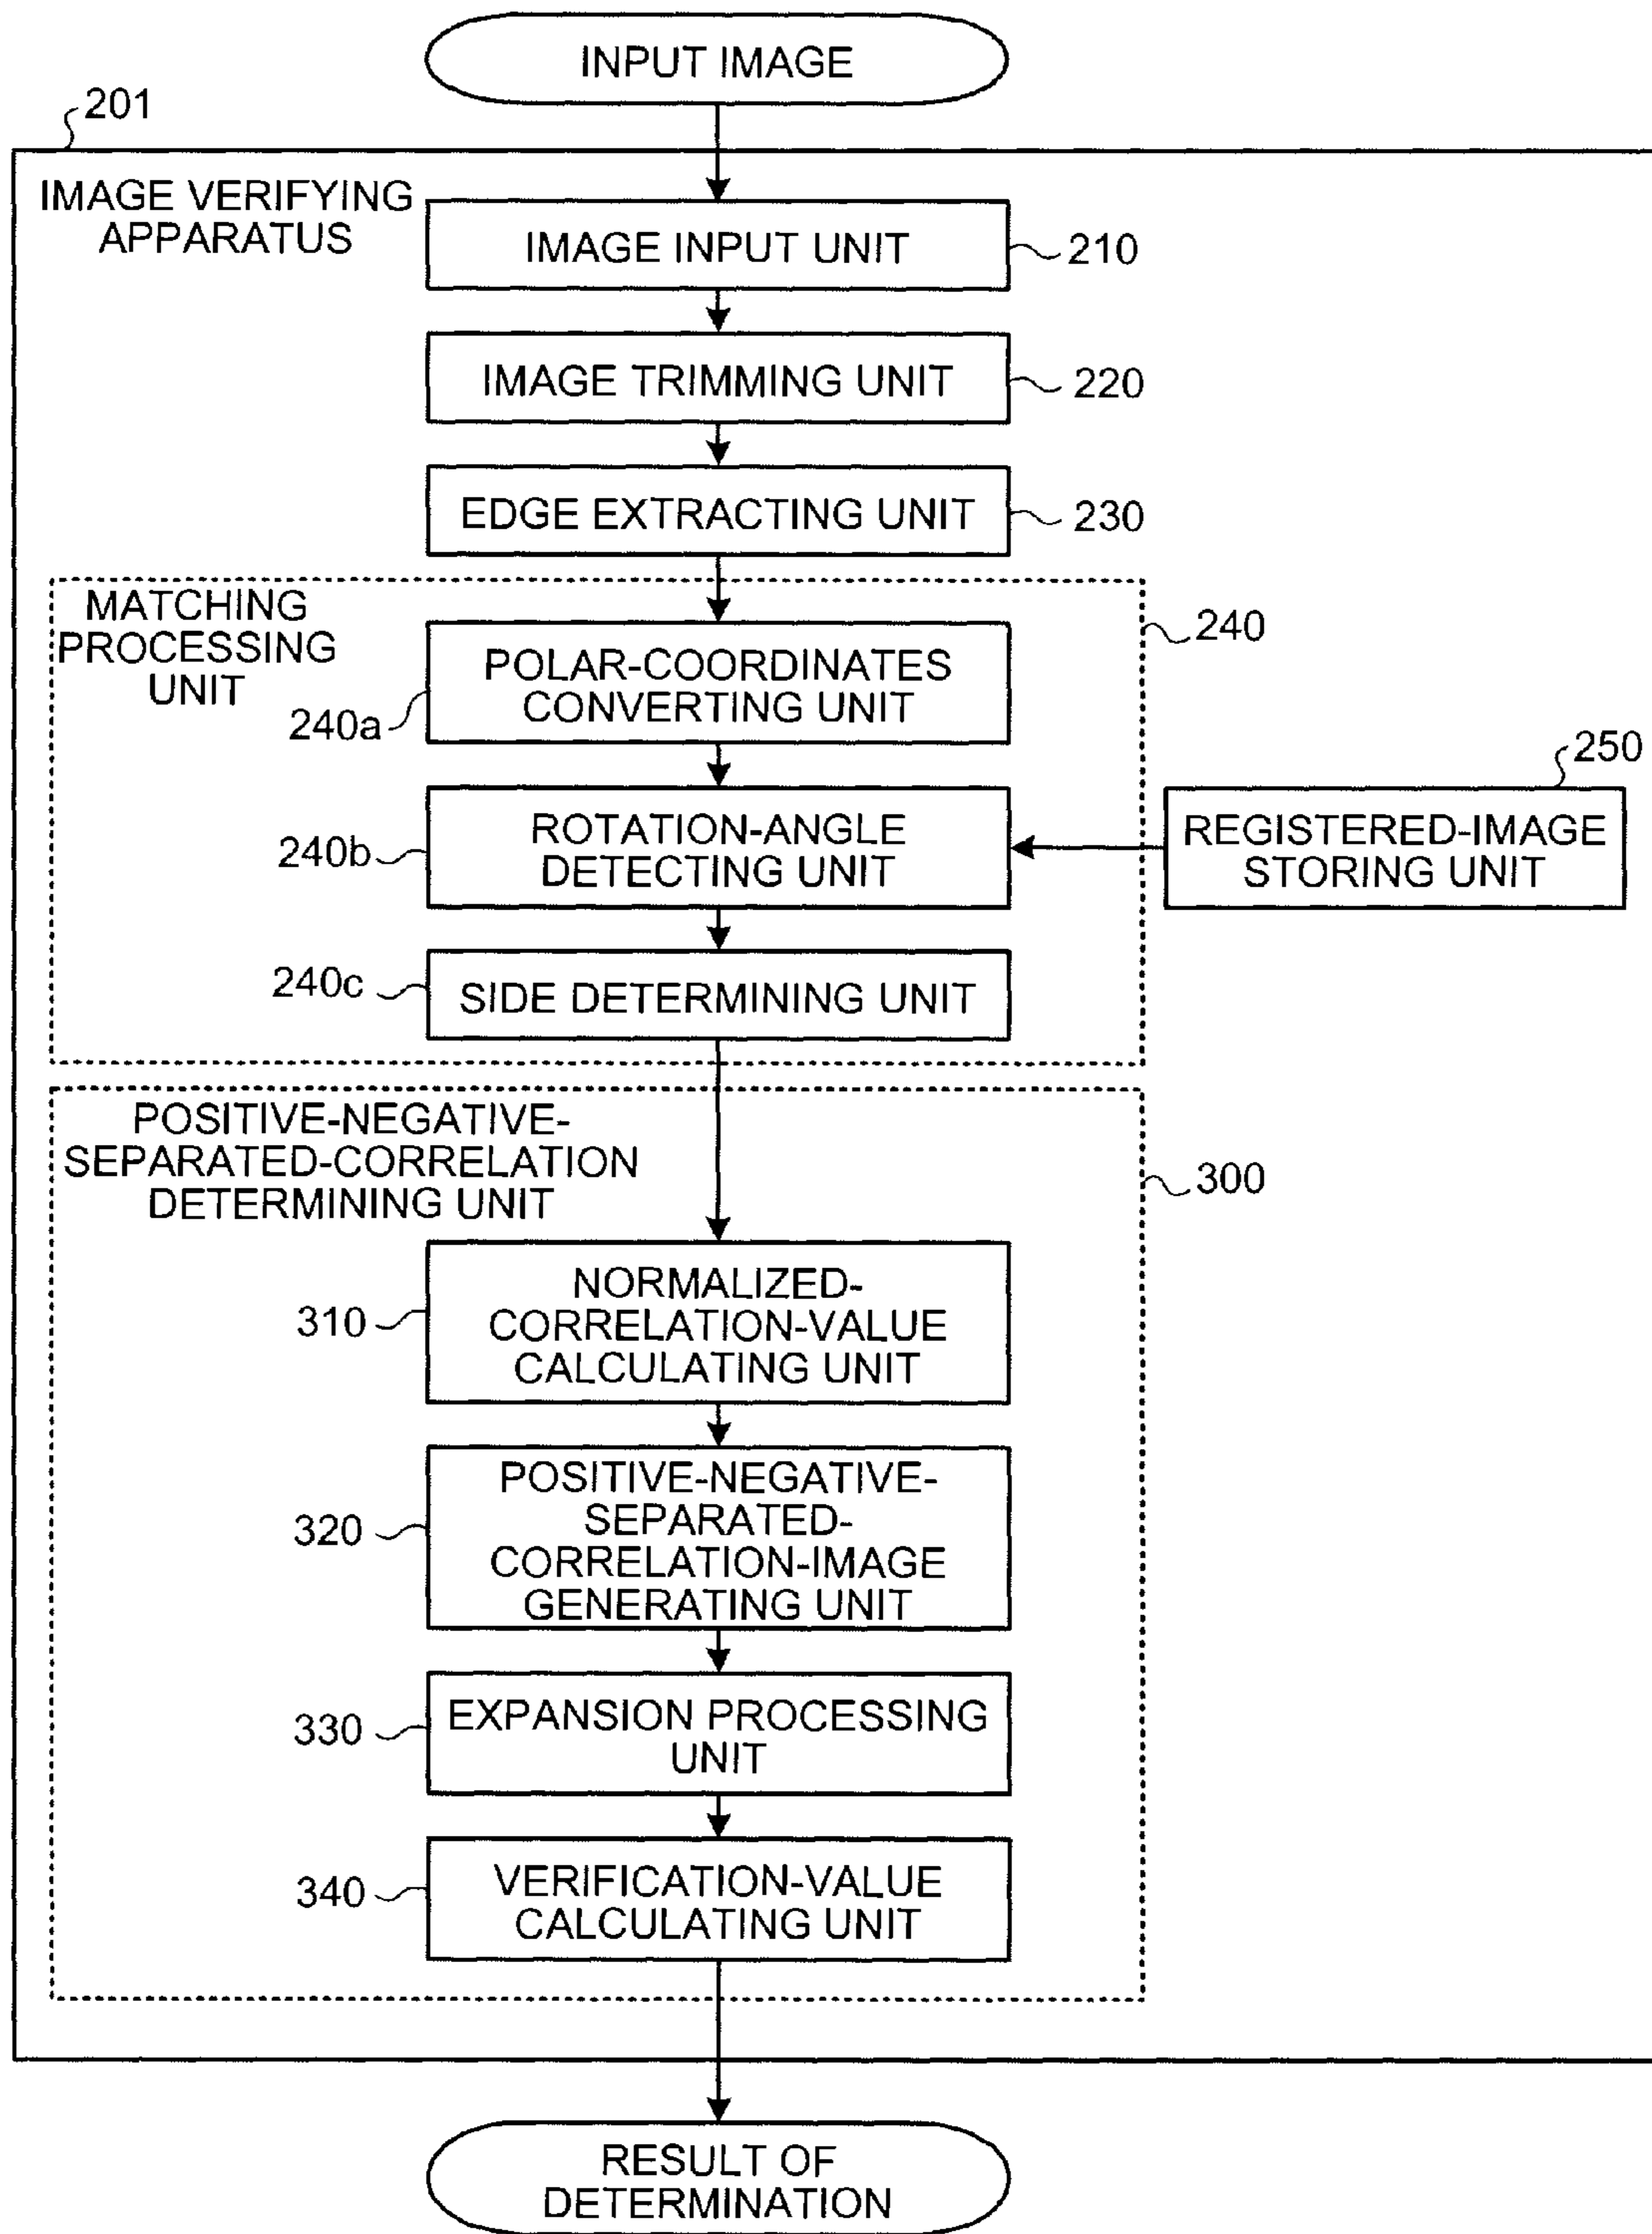 INPUT IMAGE
201
IMAGE VERIFYING
APPARATUS
IMAGE INPUT UNIT
210
IMAGE TRIMMING UNIT
220
EDGE EXTRACTING UNIT
230
MATCHING
PROCESSING
UNIT
240
POLAR-COORDINATES
CONVERTING UNIT
240a
250
ROTATION-ANGLE
DETECTING UNIT
240b
REGISTERED-IMAGE
STORING UNIT
240c
SIDE DETERMINING UNIT
POSITIVE-NEGATIVE-
SEPARATED-CORRELATION
DETERMINING UNIT
300
NORMALIZED-
CORRELATION-VALUE
CALCULATING UNIT
310
POSITIVE-NEGATIVE-
SEPARATED-
CORRELATION-IMAGE
GENERATING UNIT
320
EXPANSION PROCESSING
UNIT
330
VERIFICATION-VALUE
CALCULATING UNIT
340
RESULT OF
DETERMINATION